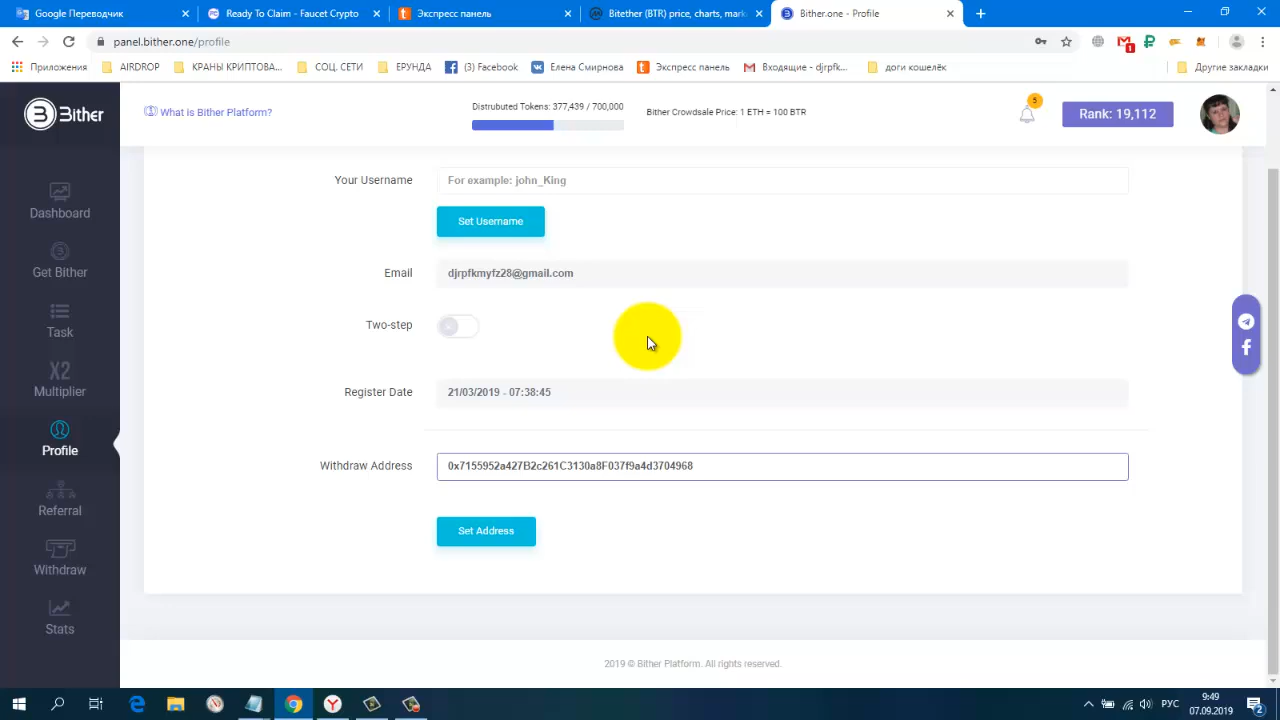 (3) Переводчик
Ready To Claim - Faucet Crypto
Экспресс панель
Bitether (BTR) price, charts, mark
Bither.one - Profile
panel.bither.one/profile
1
Приложения
AIRDROP
КРАНЫ КРИПТОВА...
СОЦ. СЕТИ
ЕРУНДА
(3) Facebook
Елена Смирнова
Экспресс панель
Входящие - djrpfk...
доги кошелёк
Другие закладки
Bither
What is Bither Platform?
Distrubuted Tokens: 377,439 / 700,000
Bither Crowdsale Price: 1 ETH = 100 BTR
5
Rank: 19,112
Dashboard
Get Bither
Task
X2
Multiplier
Profile
Referral
Withdraw
Stats
Your Username
For example: john_King
Set Username
Email
djrpfkmyfz28@gmail.com
Two-step
Register Date
21/03/2019 - 07:38:45
Withdraw Address
0x7155952a427B2c261C3130a8F037f9a4d3704968
Set Address
2019 © Bither Platform. All rights reserved.
РУС
9:49
07.09.2019
2